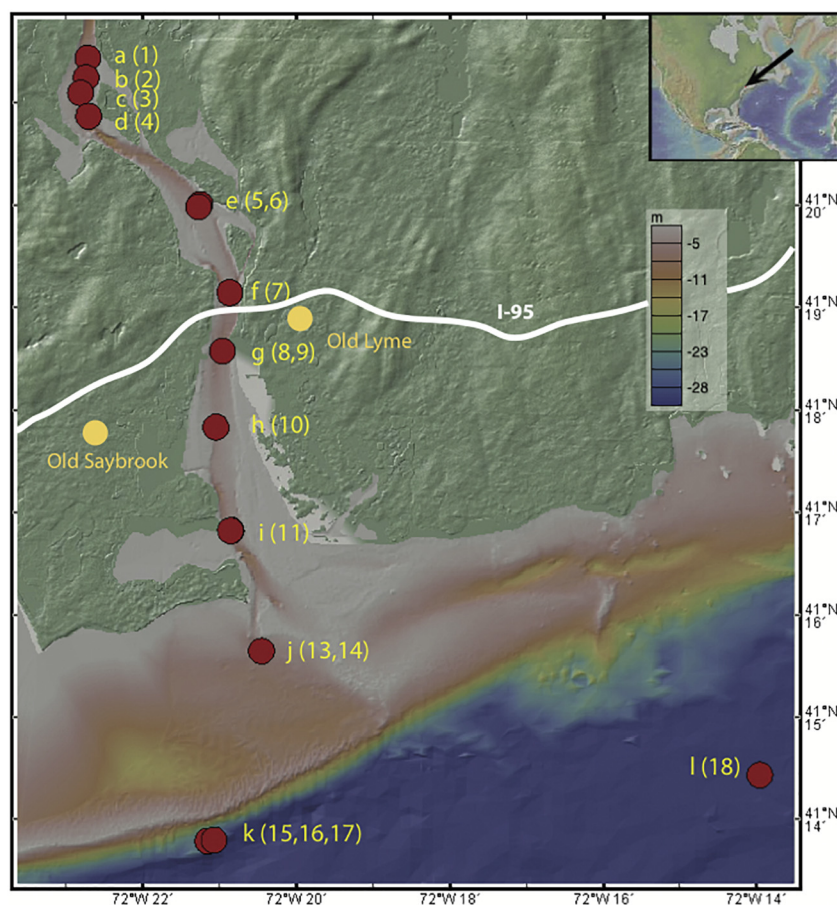 a (1)
b (2)
c (3)
d (4)
e (5,6)
f (7)
I-95
Old Lyme
g (8,9)
h (10)
Old Saybrook
i (11)
j (13,14)
l (18)
k (15,16,17)
m
-5
-11
-17
-23
-28
41°N
20´
41°N
19´
41°N
18´
41°N
17´
41°N
16´
41°N
15´
41°N
14´
72°W 22´
72°W 20´
72°W 18´
72°W 16´
72°W 14´